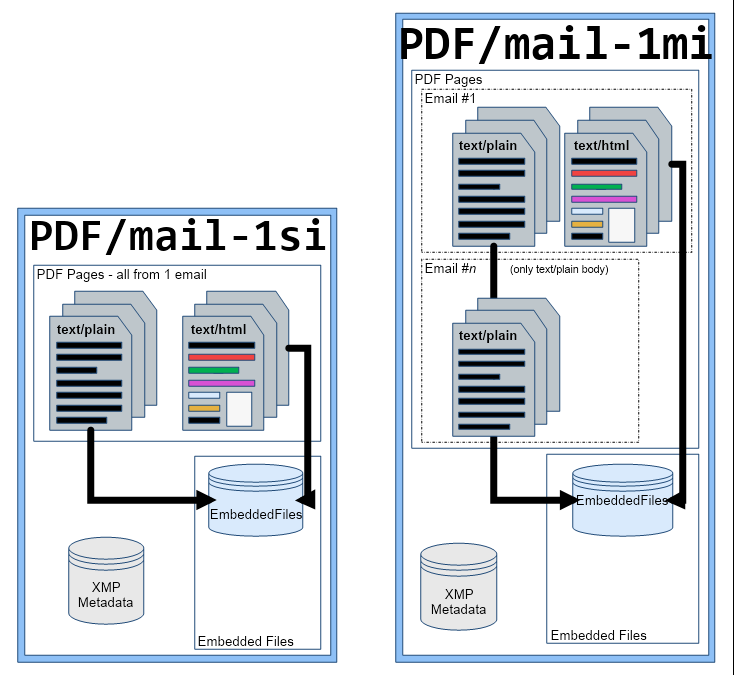 PDF/mail-1si
PDF Pages - all from 1 email
text/plain
text/html
EmbeddedFiles
XMP
Metadata
Embedded Files
PDF/mail-1mi
PDF Pages
Email #1
text/plain
text/html
Email #n (only text/plain body)
text/plain
EmbeddedFiles
XMP
Metadata
Embedded Files